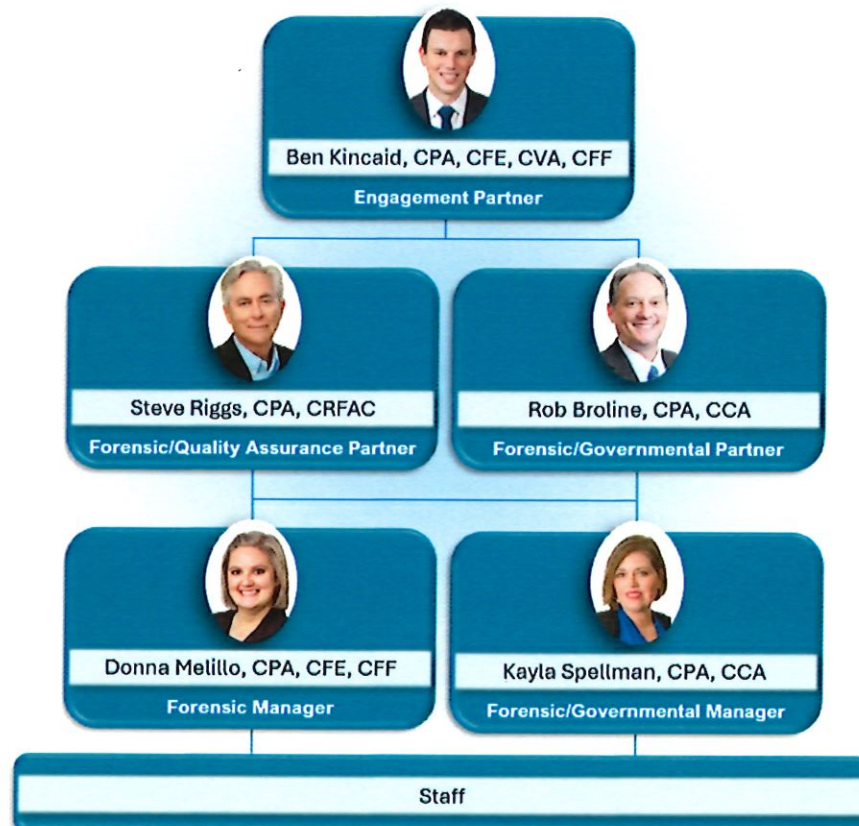 Ben Kincaid, CPA, CFE, CVA, CFF
Engagement Partner
Steve Riggs, CPA, CRFAC
Forensic/Quality Assurance Partner
Rob Broline, CPA, CCA
Forensic/Governmental Partner
Donna Melillo, CPA, CFE, CFF
Forensic Manager
Kayla Spellman, CPA, CCA
Forensic/Governmental Manager
Staff